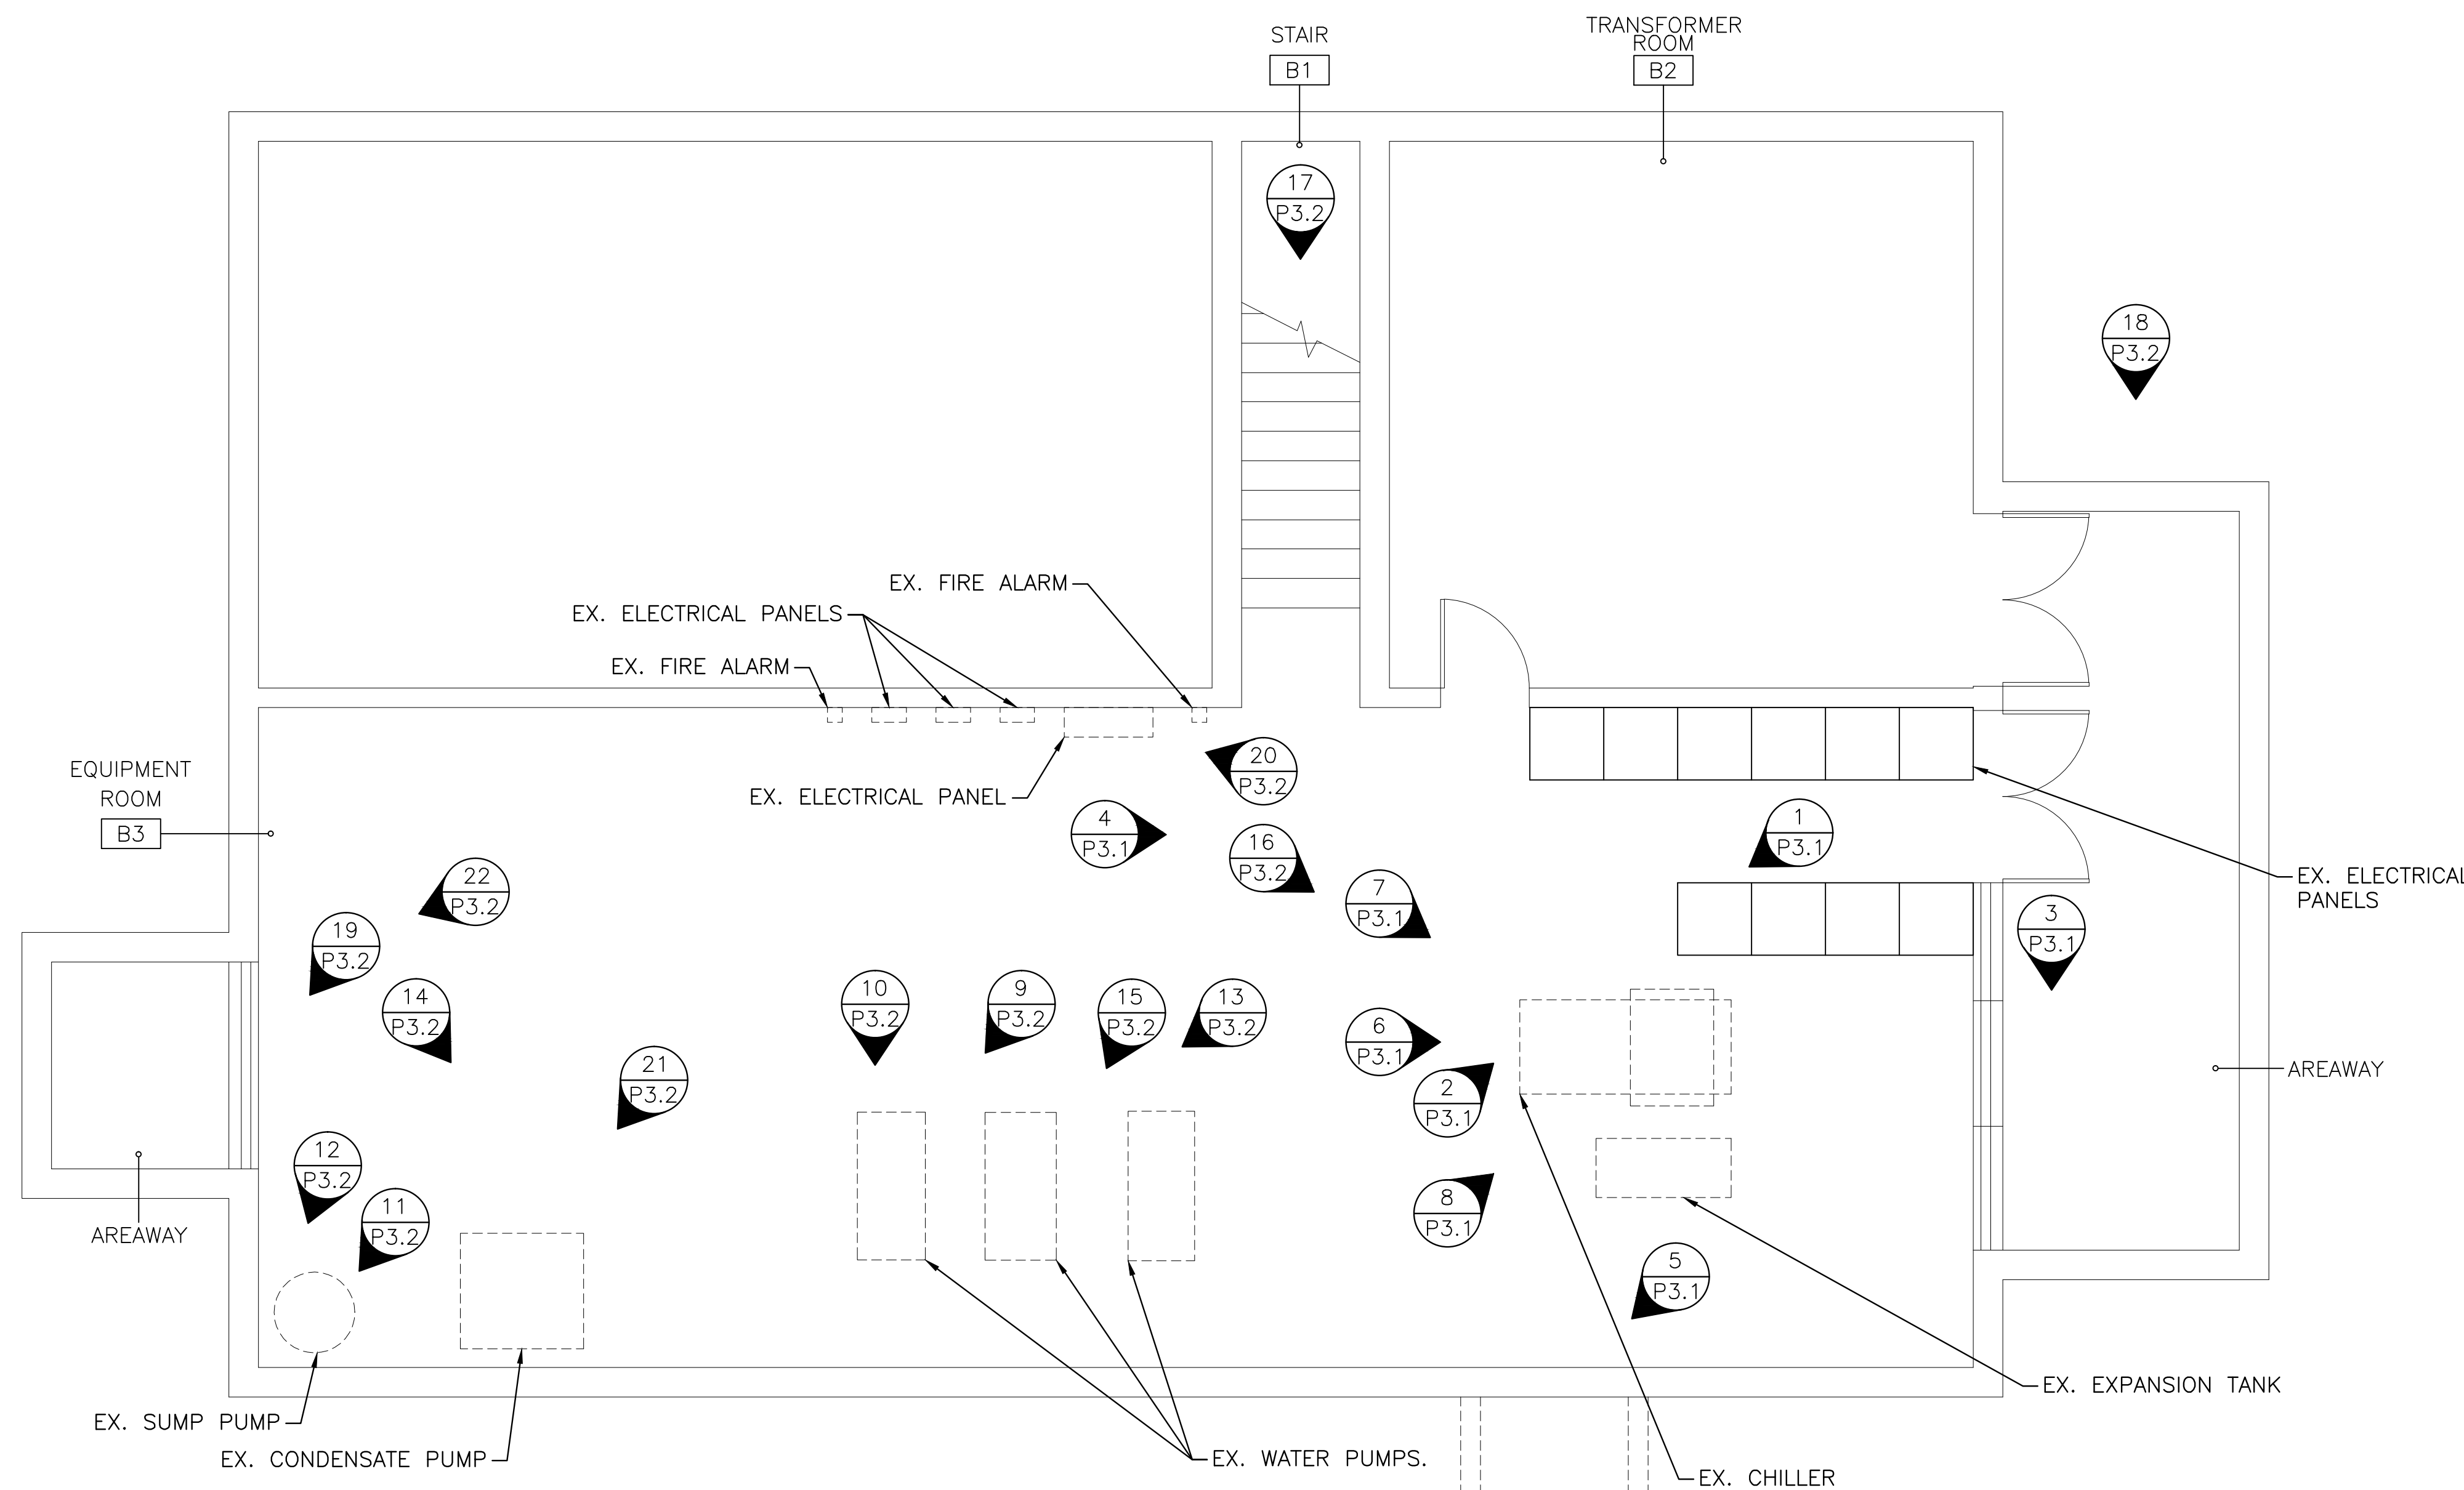 STAIR
B1
TRANSFORMER
ROOM
B2
17
P3.2
18
P3.2
EX. FIRE ALARM
EX. ELECTRICAL PANELS
EX. FIRE ALARM
EQUIPMENT
ROOM
B3
EX. ELECTRICAL PANEL
20
P3.2
4
P3.1
16
P3.2
1
P3.1
7
P3.1
EX. ELECTRICAL
PANELS
22
P3.2
19
P3.2
3
P3.1
14
P3.2
10
P3.2
9
P3.2
15
P3.2
13
P3.2
6
P3.1
21
P3.2
2
P3.1
AREAWAY
12
P3.2
11
P3.2
8
P3.1
AREAWAY
5
P3.1
EX. EXPANSION TANK
EX. SUMP PUMP
EX. CONDENSATE PUMP
EX. WATER PUMPS.
EX. CHILLER